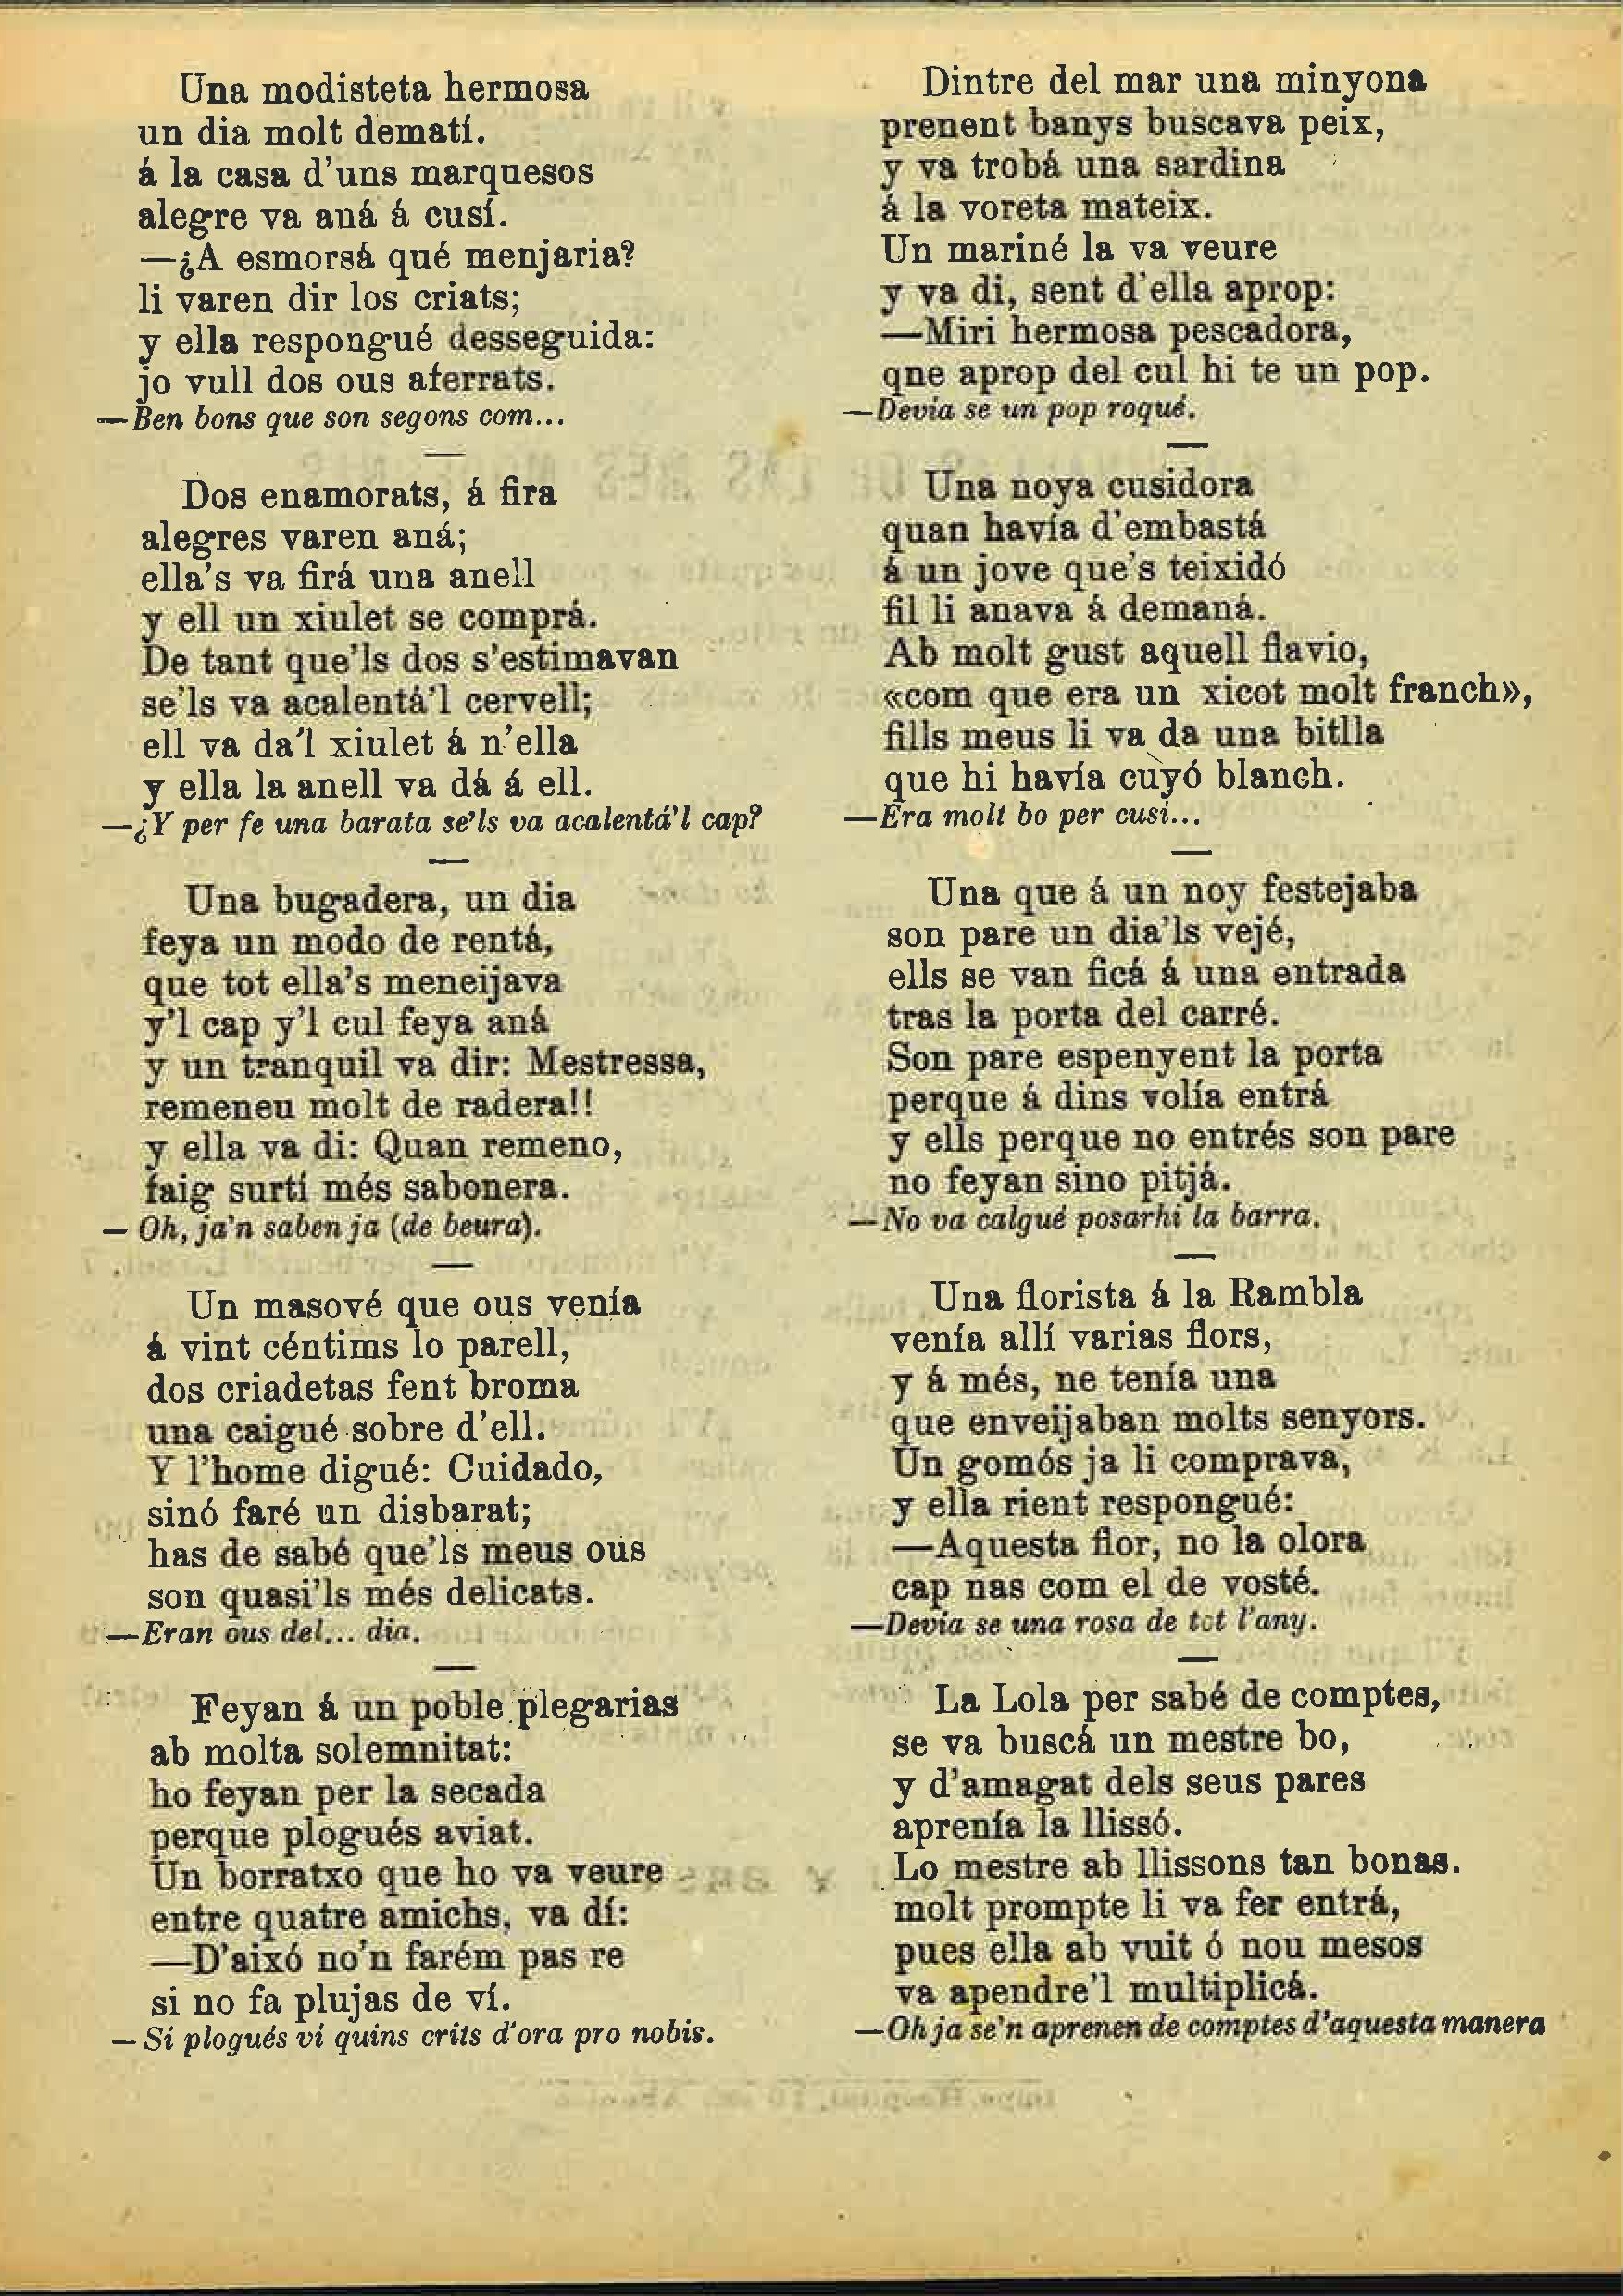 Una modisteta hermosa
un dia molt dematí.
á la casa d'uns marquesos
alegre va aná á cusí.
—¿A esmorsá qué menjaria?
li varen dir los criats;
y ella respongué desseguida:
jo vull dos ous aferrats.
—Ben bons que son segons com...
Dos enamorats, á fira
alegres varen aná;
ella's va firá una anell
y ell un xiulet se comprá.
De tant que'ls dos s'estimavan
se'ls va acalentá'l cervell;
ell va da'l xiulet á n'ella
y ella la anell va dá á ell.
—¿Y per fe una barata se'ls va acalentá'l cap?
Una bugadera, un dia
feya un modo de rentá,
que tot ella's meneijava
y'l cap y'l cul feya aná
y un tranquil va dir: Mestressa,
remeneu molt de radera!!
y ella va di: Quan remeno,
faig surtí més sabonera.
— Oh, ja'n saben ja (de beura).
Un masové que ous venía
á vint céntims lo parell,
dos criadetas fent broma
una caigué sobre d'ell.
Y l'home digué: Cuidado,
sinó faré un disbarat;
has de sabé que'ls meus ous
son quasi'ls més delicats.
—Eran ous del... dia.
Feyan á un poble plegarias
ab molta solemnitat:
ho feyan per la secada
perque plogués aviat.
Un borratxo que ho va veure
entre quatre amichs, va dí:
—D'aixó no'n farém pas re
si no fa plujas de ví.
— Si plogués ví quins crits d'ora pro nobis.
Dintre del mar una minyona
prenent banys buscava peix,
y va trobá una sardina
á la voreta mateix.
Un mariné la va veure
y va di, sent d'ella aprop:
—Miri hermosa pescadora,
qne aprop del cul hi te un pop.
—Devia se un pop roqué.
Una noya cusidora
quan havía d'embastá
á un jove que's teixidó
fil li anava á demaná.
Ab molt gust aquell flavio,
«com que era un xicot molt franch»,
fills meus li va da una bitlla
que hi havía cuyó blanch.
—Era molt bo per cusi...
Una que á un noy festejaba
son pare un dia'ls vejé,
ells se van ficá á una entrada
tras la porta del carré.
Son pare espenyent la porta
perque á dins volía entrá
y ells perque no entrés son pare
no feyan sino pitjá.
—No va calgué posarhi la barra.
Una florista á la Rambla
venía allí varias flors,
y á més, ne tenía una
que enveijaban molts senyors.
Un gomós ja li comprava,
y ella rient respongué:
—Aquesta flor, no la olora
cap nas com el de vosté.
—Devia se una rosa de tot l'any.
La Lola per sabé de comptes,
se va buscá un mestre bo,
y d'amagat dels seus pares
aprenía la llissó.
Lo mestre ab llissons tan bonas.
molt prompte li va fer entrá,
pues ella ab vuit ó nou mesos
va apendre'l multiplicá.
—Oh ja se'n aprenen de comptes d'aquesta manera